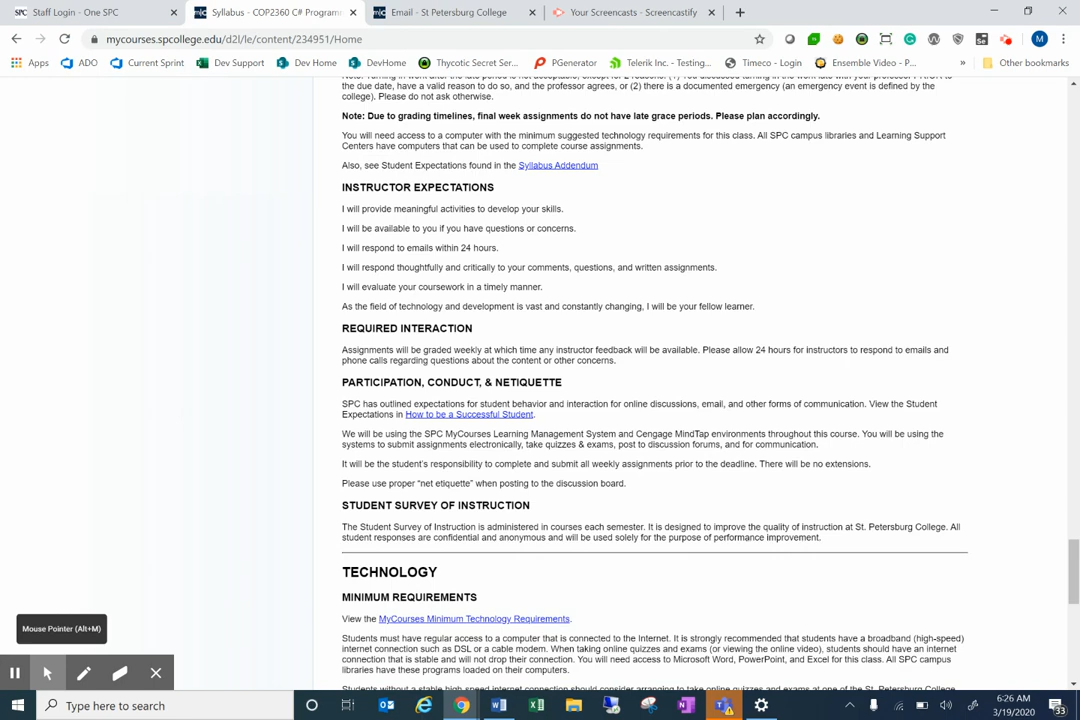 Staff Login - One SPC
Syllabus - COP2360 C# Programm
Email - St Petersburg College
Your Screencasts - Screencastify
mycourses.spcollege.edu/d2l/le/content/234951/Home
M
Apps
ADO
Current Sprint
Dev Support
Dev Home
DevHome
Thycotic Secret Ser...
PGenerator
Telerik Inc. - Testing...
Timeco - Login
Ensemble Video - P...
»
Other bookmarks
the due date, have a valid reason to do so, and the professor agrees, or (2) there is a documented emergency (an emergency event is defined by the
college). Please do not ask otherwise.
Note: Due to grading timelines, final week assignments do not have late grace periods. Please plan accordingly.
You will need access to a computer with the minimum suggested technology requirements for this class. All SPC campus libraries and Learning Support
Centers have computers that can be used to complete course assignments.
Also, see Student Expectations found in the Syllabus Addendum
INSTRUCTOR EXPECTATIONS
I will provide meaningful activities to develop your skills.
I will be available to you if you have questions or concerns.
I will respond to emails within 24 hours.
I will respond thoughtfully and critically to your comments, questions, and written assignments.
I will evaluate your coursework in a timely manner.
As the field of technology and development is vast and constantly changing, I will be your fellow learner.
REQUIRED INTERACTION
Assignments will be graded weekly at which time any instructor feedback will be available. Please allow 24 hours for instructors to respond to emails and
phone calls regarding questions about the content or other concerns.
PARTICIPATION, CONDUCT, & NETIQUETTE
SPC has outlined expectations for student behavior and interaction for online discussions, email, and other forms of communication. View the Student
Expectations in How to be a Successful Student.
We will be using the SPC MyCourses Learning Management System and Cengage MindTap environments throughout this course. You will be using the
systems to submit assignments electronically, take quizzes & exams, post to discussion forums, and for communication.
It will be the student's responsibility to complete and submit all weekly assignments prior to the deadline. There will be no extensions.
Please use proper “net etiquette” when posting to the discussion board.
STUDENT SURVEY OF INSTRUCTION
The Student Survey of Instruction is administered in courses each semester. It is designed to improve the quality of instruction at St. Petersburg College. All
student responses are confidential and anonymous and will be used solely for the purpose of performance improvement.
TECHNOLOGY
MINIMUM REQUIREMENTS
View the MyCourses Minimum Technology Requirements.
Mouse Pointer (Alt+M)
Students must have regular access to a computer that is connected to the Internet. It is strongly recommended that students have a broadband (high-speed)
internet connection such as DSL or a cable modem. When taking online quizzes and exams (or viewing the online video), students should have an internet
connection that is stable and will not drop their connection. You will need access to Microsoft Word, PowerPoint, and Excel for this class. All SPC campus
libraries have these programs loaded on their computers.
Students without a stable high speed internet connection should consider arranging to take online quizzes and exams at one of the St. Petersburg College
Type here to search
6:26 AM
3/19/2020
33